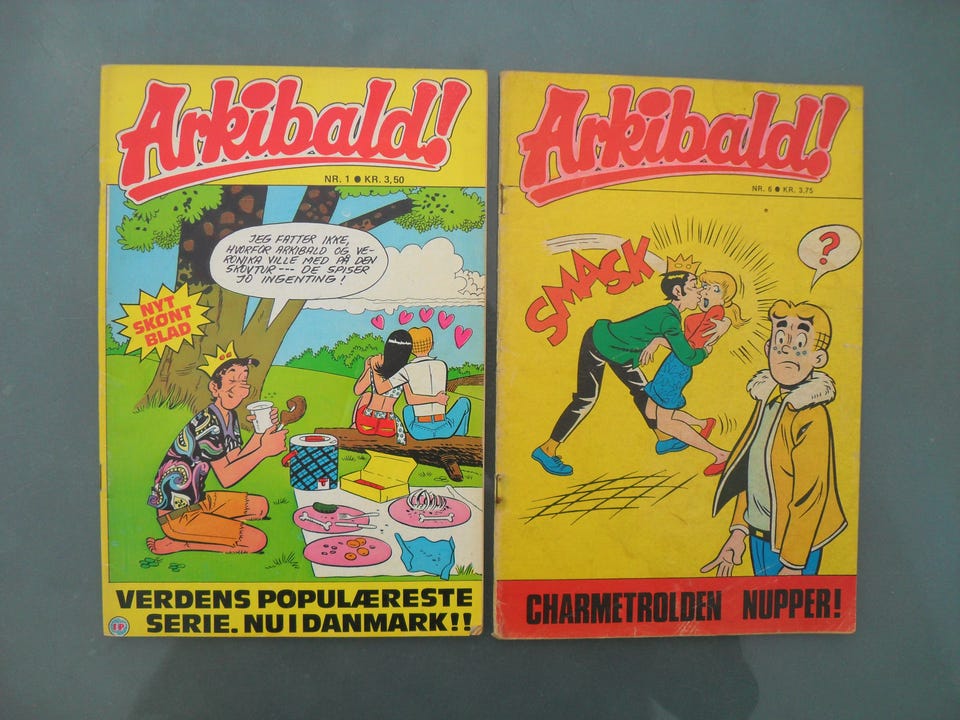 Arkibald!
NR. 1 ● KR. 3,50
JEG FATTER IKKE,
HVORFOR ARKIBALD OG VE-
RONIKA VILLE MED PÅ DEN
SKOVTUR --- DE SPISER
JO INGENTING!
NYT
SKØNT
BLAD
VERDENS POPULÆRESTE
SERIE. NU I DANMARK!!
Arkibald!
NR. 6 ● KR. 3,75
SMASK
?
CHARMETROLDEN NUPPER!